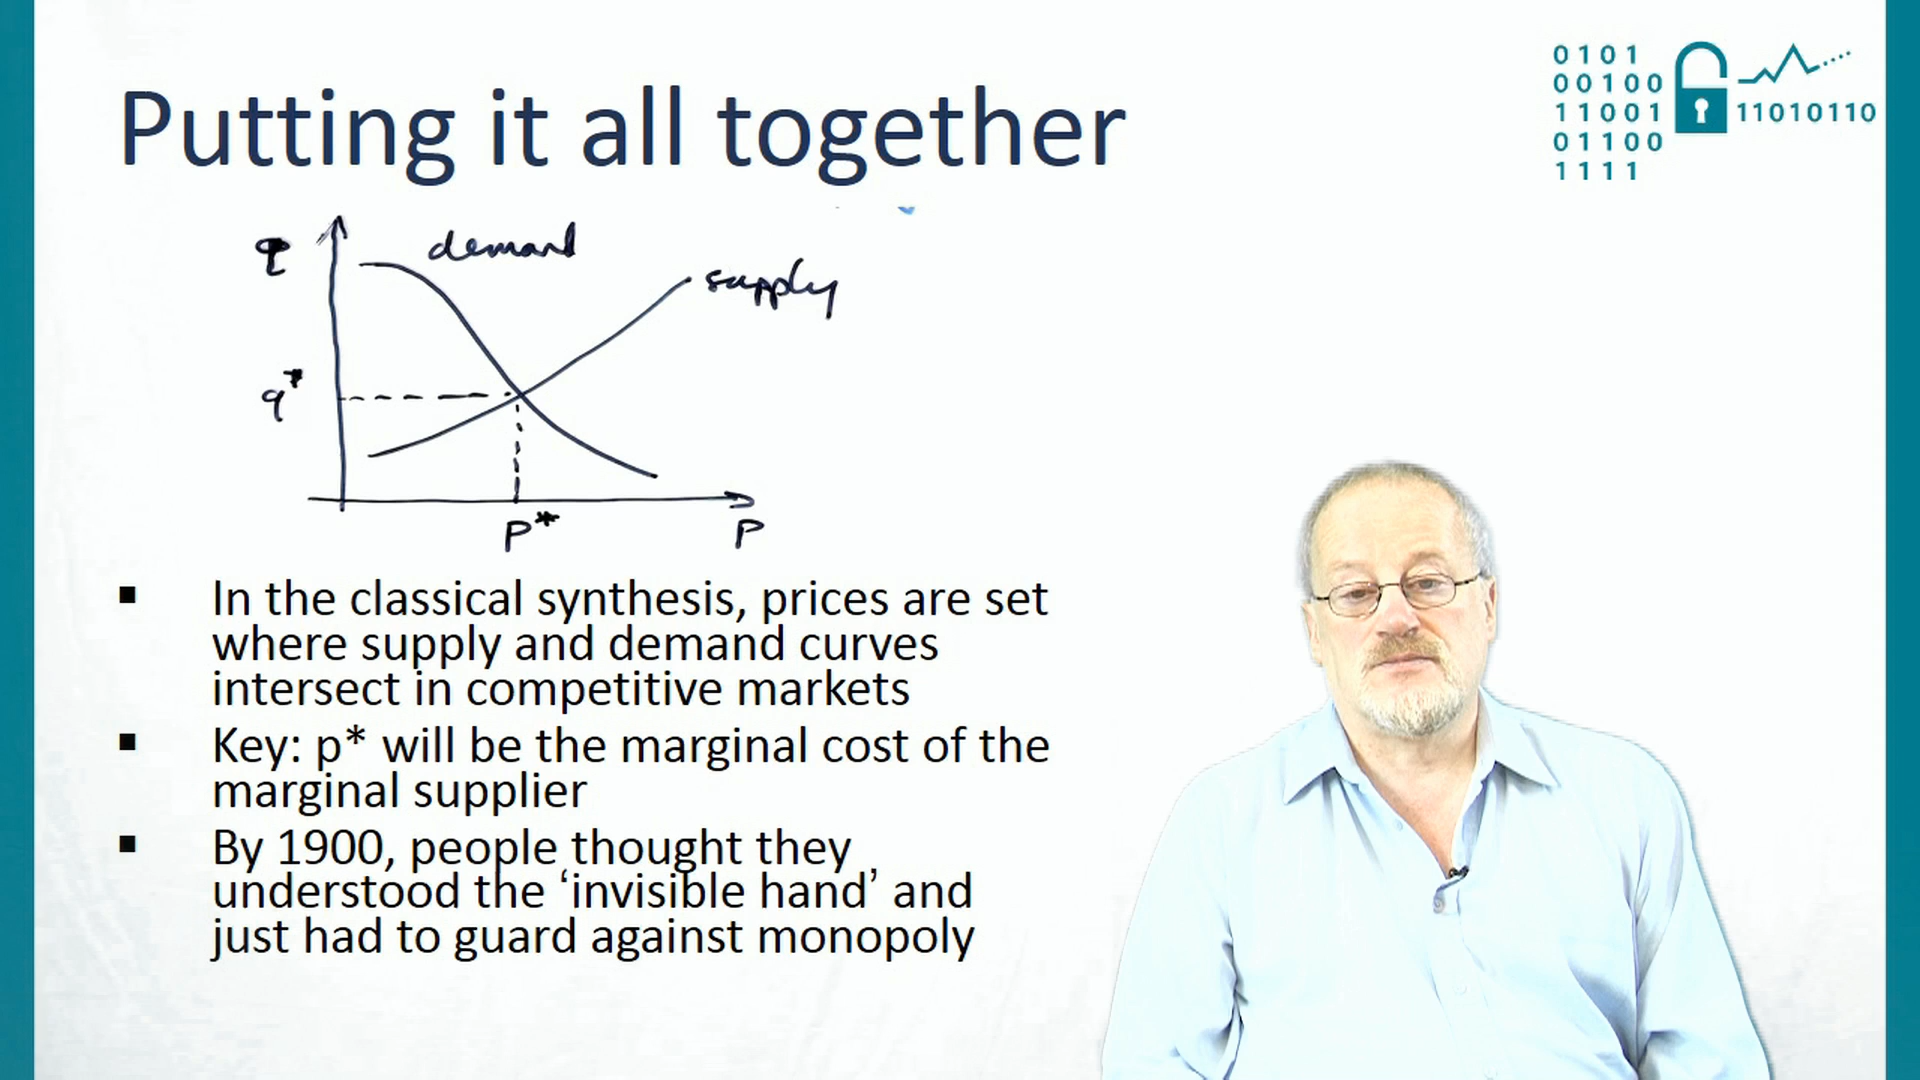 Putting it all together
0101
00100
11001
01100
1111
11010110
q
demand
supply
q*
p*
p
▪ In the classical synthesis, prices are set
where supply and demand curves
intersect in competitive markets
▪ Key: p* will be the marginal cost of the
marginal supplier
▪ By 1900, people thought they
understood the ‘invisible hand’ and
just had to guard against monopoly